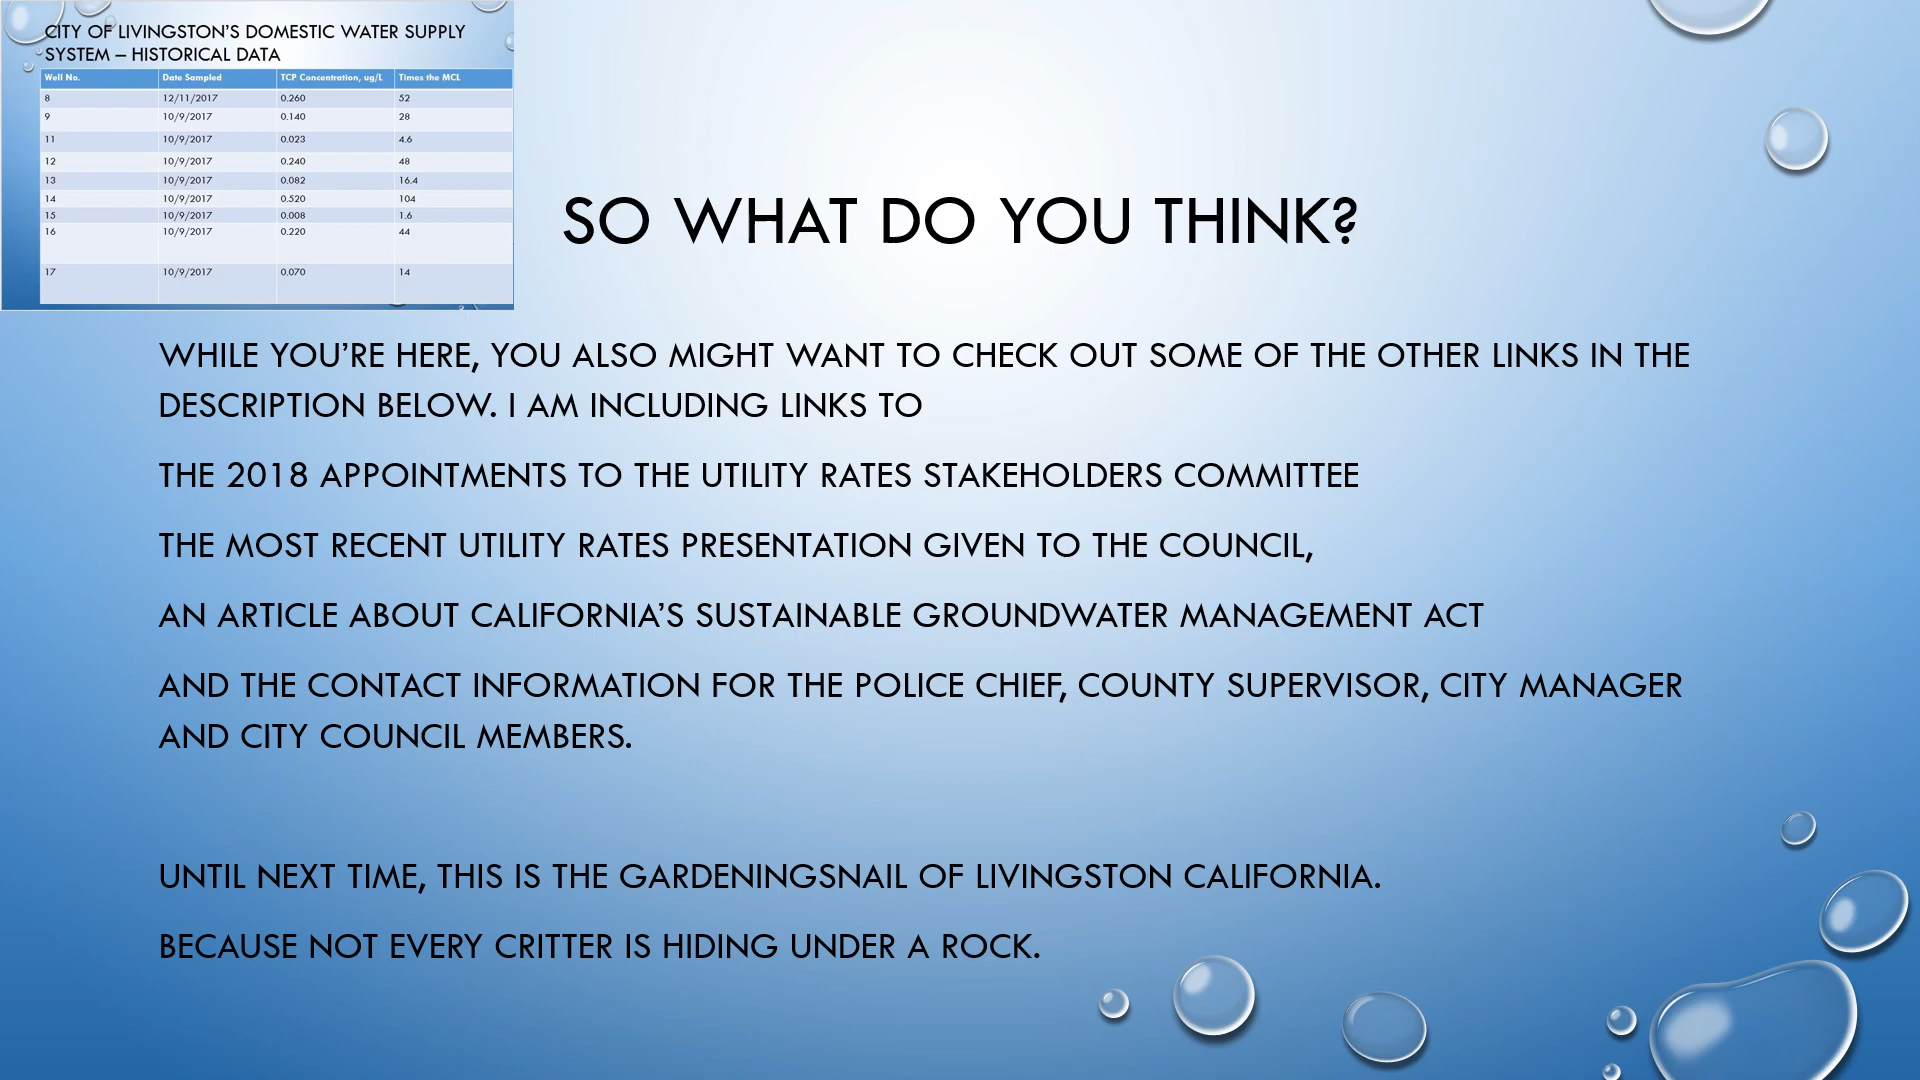 CITY OF LIVINGSTON'S DOMESTIC WATER SUPPLY
SYSTEM – HISTORICAL DATA
Well No. Date Sampled TCP Concentration, ug/L Times the MCL
8 12/11/2017 0.260 52
9 10/9/2017 0.140 28
11 10/9/2017 0.023 4.6
12 10/9/2017 0.240 48
13 10/9/2017 0.082 16.4
14 10/9/2017 0.520 104
15 10/9/2017 0.008 1.6
16 10/9/2017 0.220 44
17 10/9/2017 0.070 14
SO WHAT DO YOU THINK?
WHILE YOU'RE HERE, YOU ALSO MIGHT WANT TO CHECK OUT SOME OF THE OTHER LINKS IN THE
DESCRIPTION BELOW. I AM INCLUDING LINKS TO
THE 2018 APPOINTMENTS TO THE UTILITY RATES STAKEHOLDERS COMMITTEE
THE MOST RECENT UTILITY RATES PRESENTATION GIVEN TO THE COUNCIL,
AN ARTICLE ABOUT CALIFORNIA'S SUSTAINABLE GROUNDWATER MANAGEMENT ACT
AND THE CONTACT INFORMATION FOR THE POLICE CHIEF, COUNTY SUPERVISOR, CITY MANAGER
AND CITY COUNCIL MEMBERS.
UNTIL NEXT TIME, THIS IS THE GARDENINGSNAIL OF LIVINGSTON CALIFORNIA.
BECAUSE NOT EVERY CRITTER IS HIDING UNDER A ROCK.